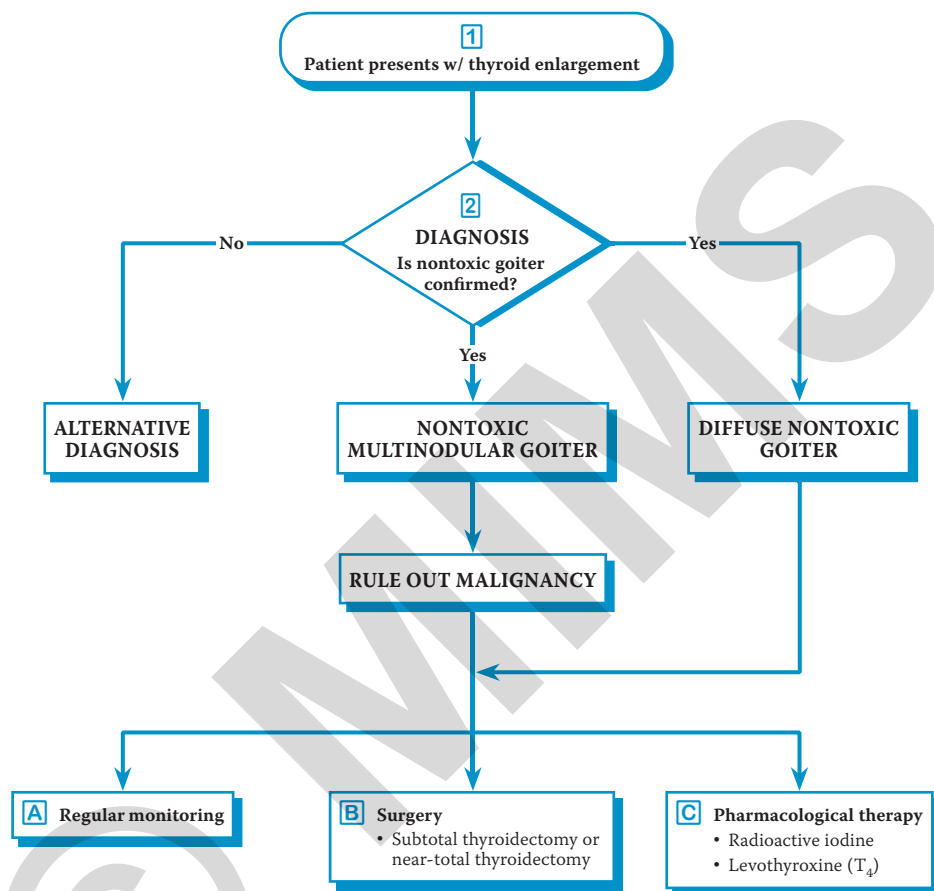 1
Patient presents w/ thyroid enlargement
2
DIAGNOSIS
Is nontoxic goiter
confirmed?
No
Yes
Yes
ALTERNATIVE
DIAGNOSIS
NONTOXIC
MULTINODULAR GOITER
DIFFUSE NONTOXIC
GOITER
RULE OUT MALIGNANCY
A Regular monitoring
B Surgery
• Subtotal thyroidectomy or
near-total thyroidectomy
C Pharmacological therapy
• Radioactive iodine
• Levothyroxine (T₄)
© MIMS